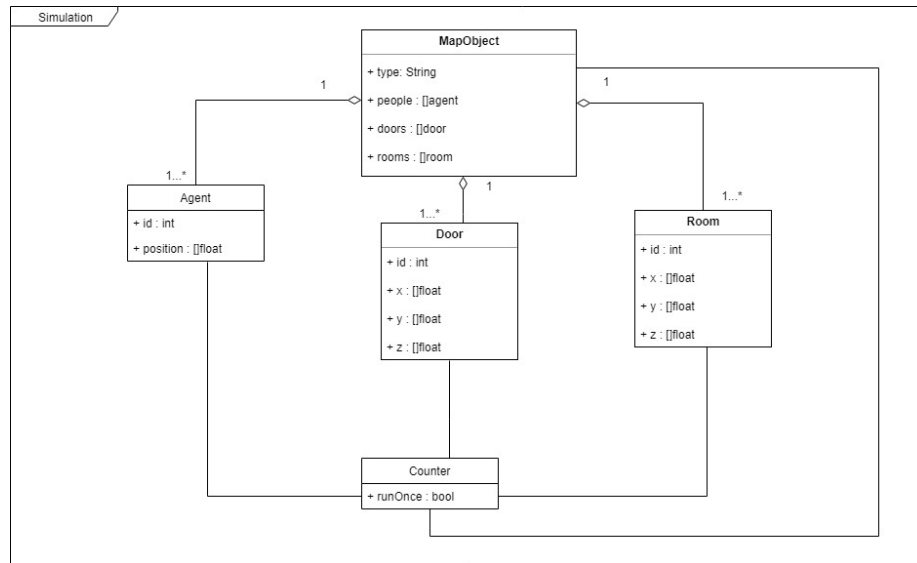 Simulation
MapObject
+ type: String
+ people : []agent
+ doors : []door
+ rooms : []room
1
1
1
1...*
1...*
1...*
Agent
+ id : int
+ position : []float
Door
+ id : int
+ x : []float
+ y : []float
+ z : []float
Room
+ id : int
+ x : []float
+ y : []float
+ z : []float
Counter
+ runOnce : bool